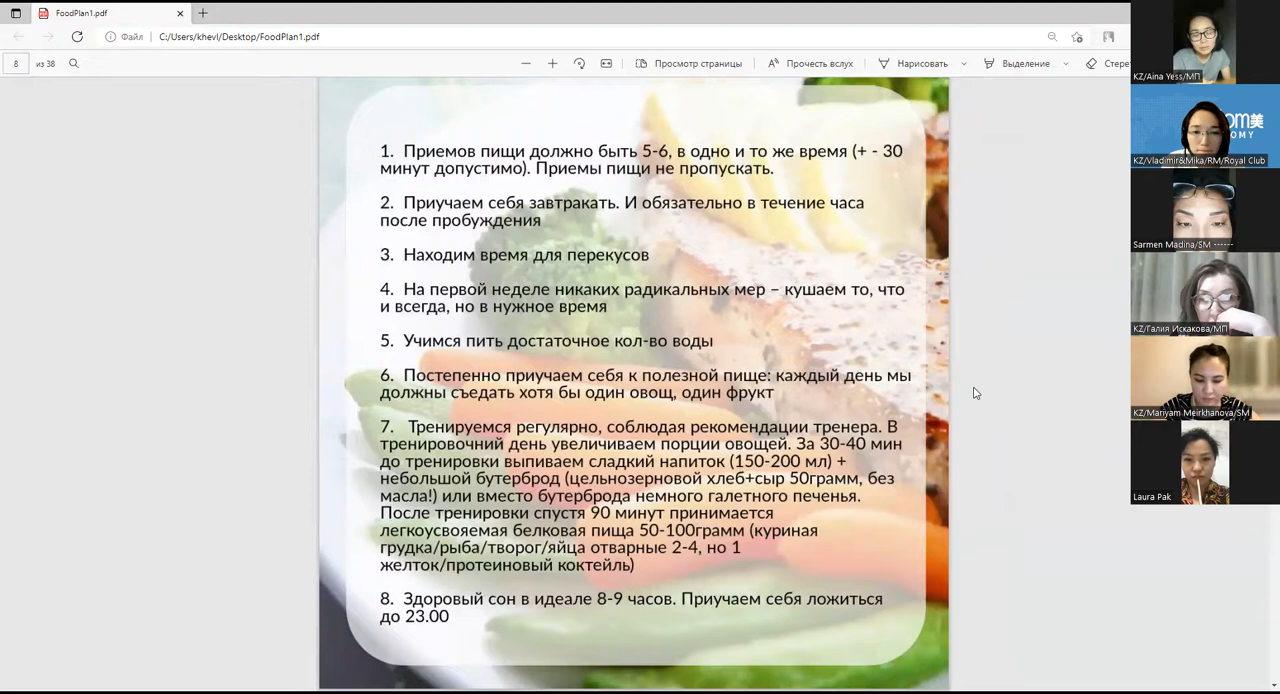 FoodPlan1.pdf
Файл
C:/Users/khevl/Desktop/FoodPlan1.pdf
8
из 38
Просмотр страницы
Прочесть вслух
Нарисовать
Выделение
Стере
1. Приемов пищи должно быть 5-6, в одно и то же время (+ - 30
минут допустимо). Приемы пищи не пропускать.
2. Приучаем себя завтракать. И обязательно в течение часа
после пробуждения
3. Находим время для перекусов
4. На первой неделе никаких радикальных мер – кушаем то, что
и всегда, но в нужное время
5. Учимся пить достаточное кол-во воды
6. Постепенно приучаем себя к полезной пище: каждый день мы
должны съедать хотя бы один овощ, один фрукт
7. Тренируемся регулярно, соблюдая рекомендации тренера. В
тренировочний день увеличиваем порции овощей. За 30-40 мин
до тренировки выпиваем сладкий напиток (150-200 мл) +
небольшой бутерброд (цельнозерновой хлеб+сыр 50грамм, без
масла!) или вместо бутерброда немного галетного печенья.
После тренировки спустя 90 минут принимается
легкоусвояемая белковая пища 50-100грамм (куриная
грудка/рыба/творог/яйца отварные 2-4, но 1
желток/протеиновый коктейль)
8. Здоровый сон в идеале 8-9 часов. Приучаем себя ложиться
до 23.00
KZ/Aina Yess/МП
ОМ美
OMY
KZ/Vladimir&Mika/RM/Royal Club
Sarmen Madina/SM ------
KZ/Галия Искакова/МП
KZ/Mariyam Meirkhanova/SM
Laura Pak